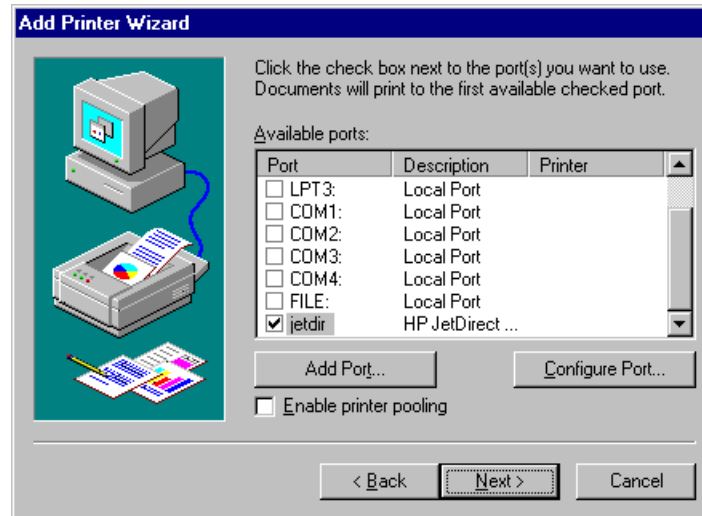 Add Printer Wizard
Click the check box next to the port(s) you want to use.
Documents will print to the first available checked port.
Available ports:
Port Description Printer
LPT3: Local Port
COM1: Local Port
COM2: Local Port
COM3: Local Port
COM4: Local Port
FILE: Local Port
jetdir HP JetDirect ...
Add Port... Configure Port...
Enable printer pooling
< Back Next > Cancel